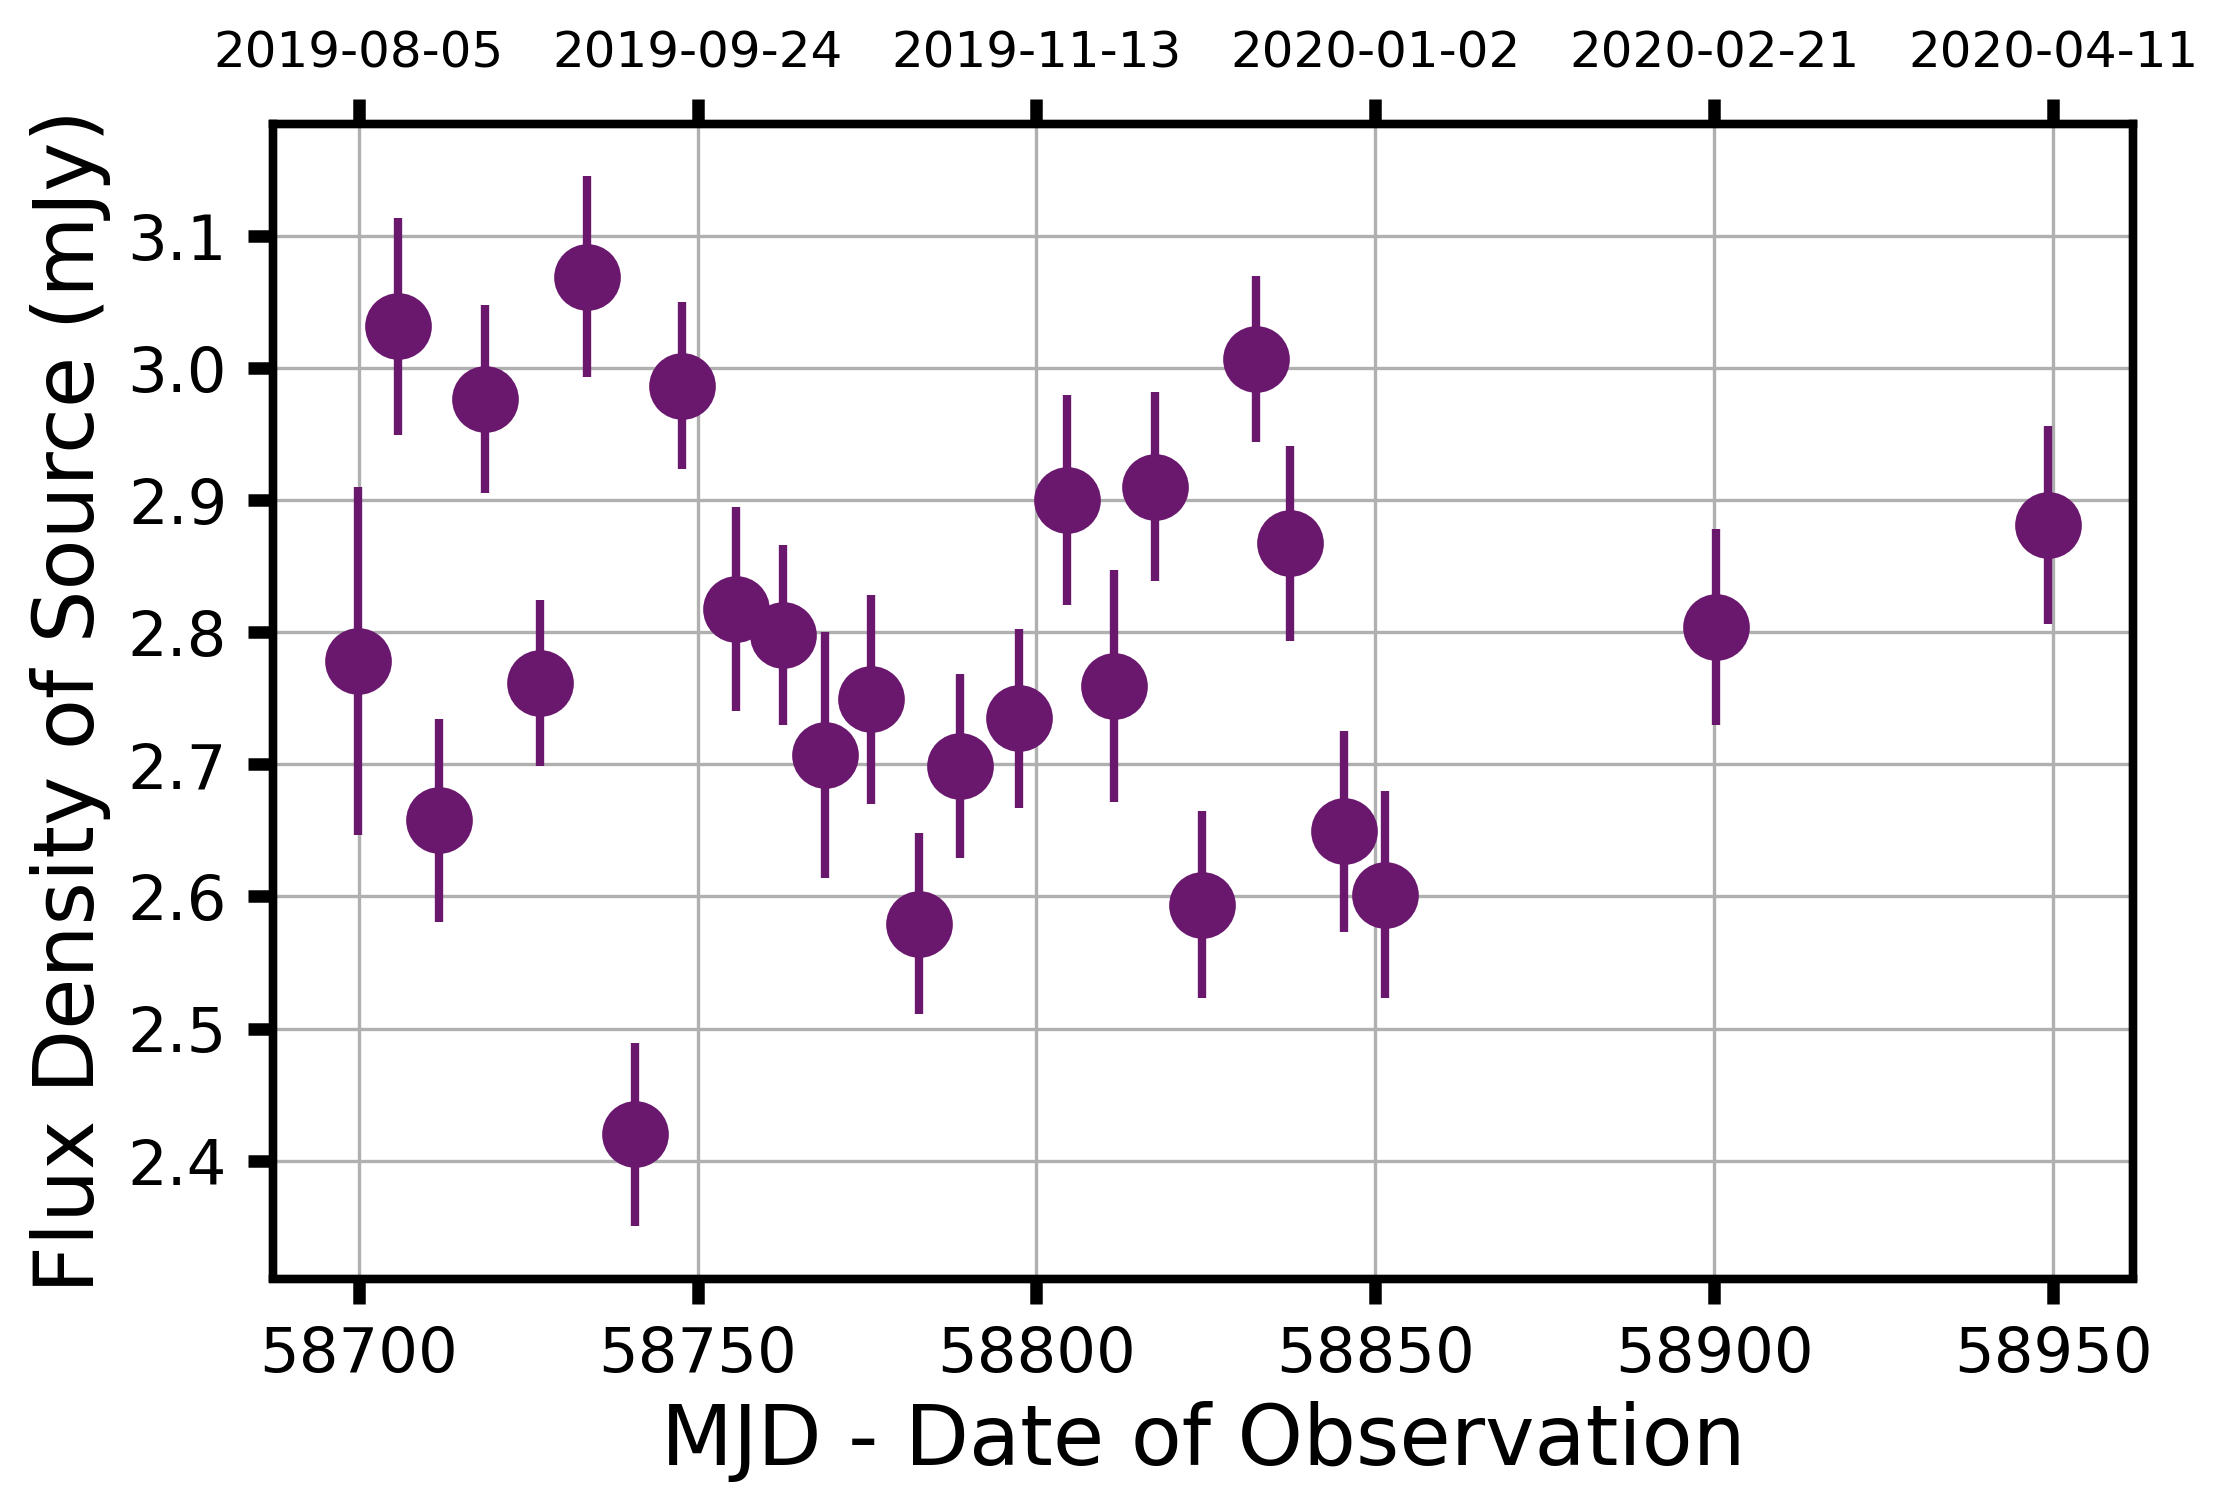 2019-08-05 2019-09-24 2019-11-13 2020-01-02 2020-02-21 2020-04-11
Flux Density of Source (mJy)
3.1
3.0
2.9
2.8
2.7
2.6
2.5
2.4
58700 58750 58800 58850 58900 58950
MJD - Date of Observation